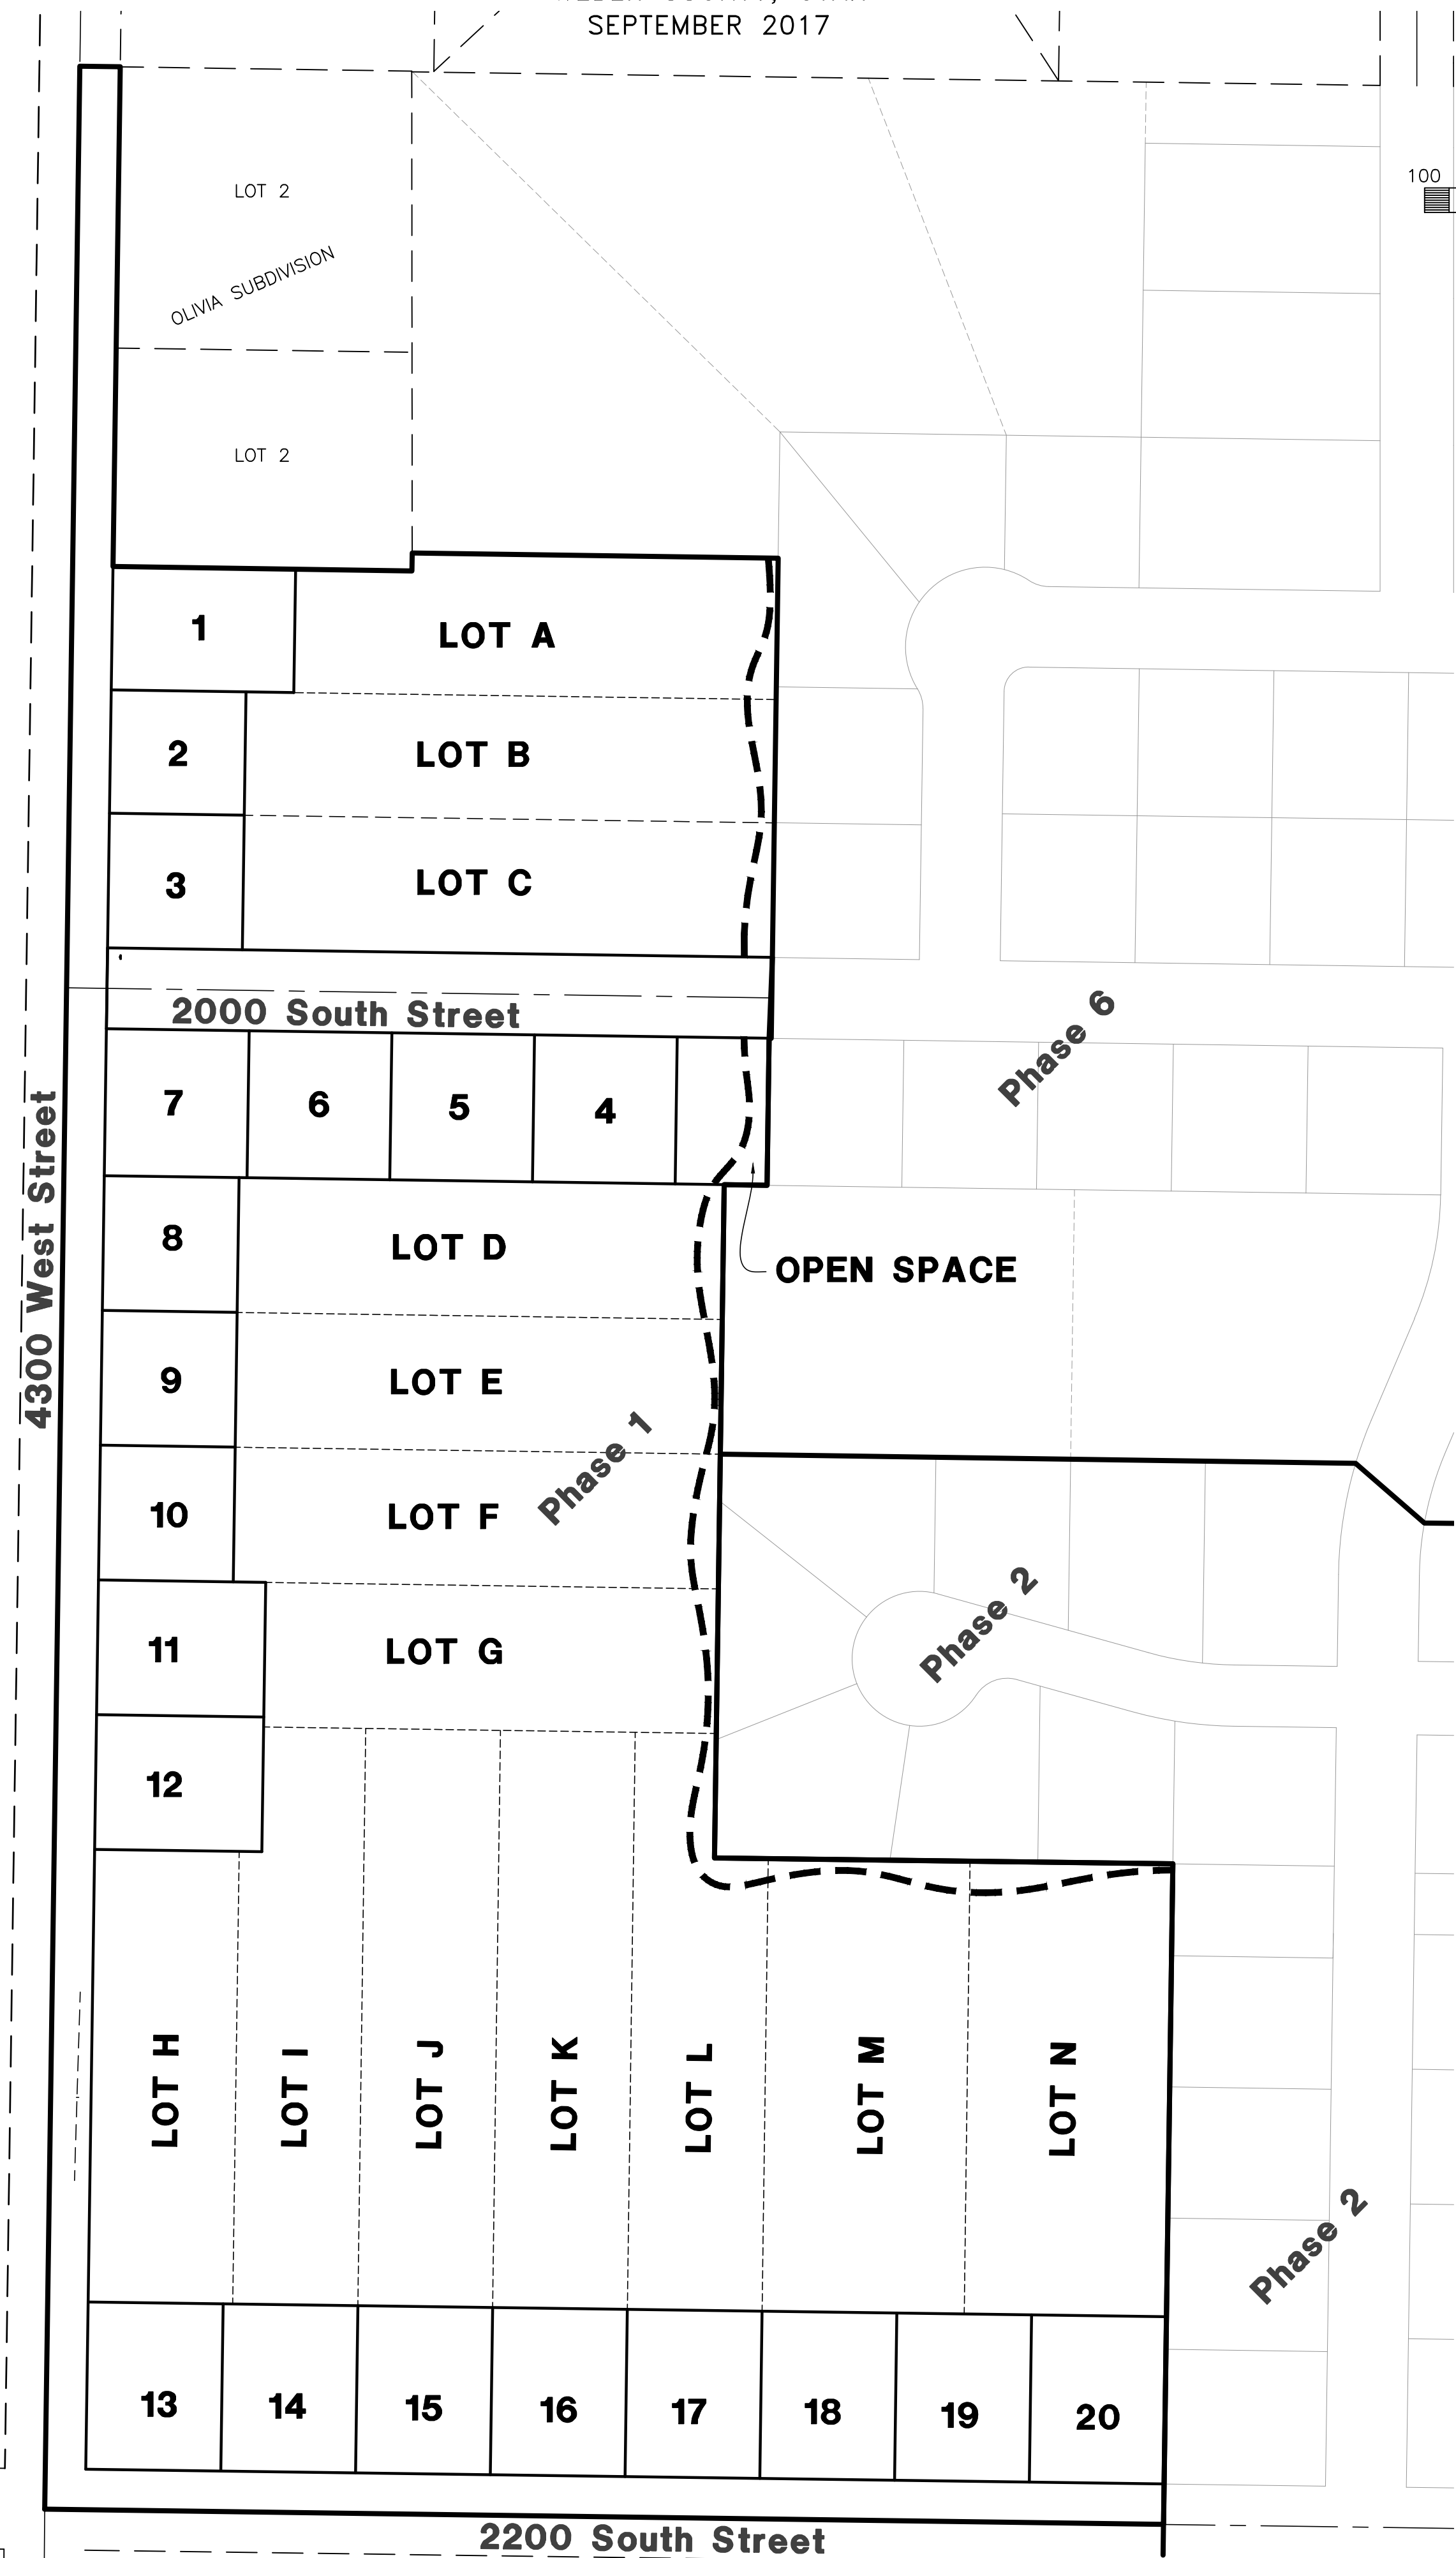 SEPTEMBER 2017
LOT 2
100
OLIVIA SUBDIVISION
LOT 2
1
LOT A
2
LOT B
3
LOT C
2000 South Street
Phase 6
7
6
5
4
4300 West Street
8
LOT D
OPEN SPACE
9
LOT E
Phase 1
10
LOT F
Phase 2
11
LOT G
12
LOT H
LOT I
LOT J
LOT K
LOT L
LOT M
LOT N
Phase 2
13
14
15
16
17
18
19
20
2200 South Street